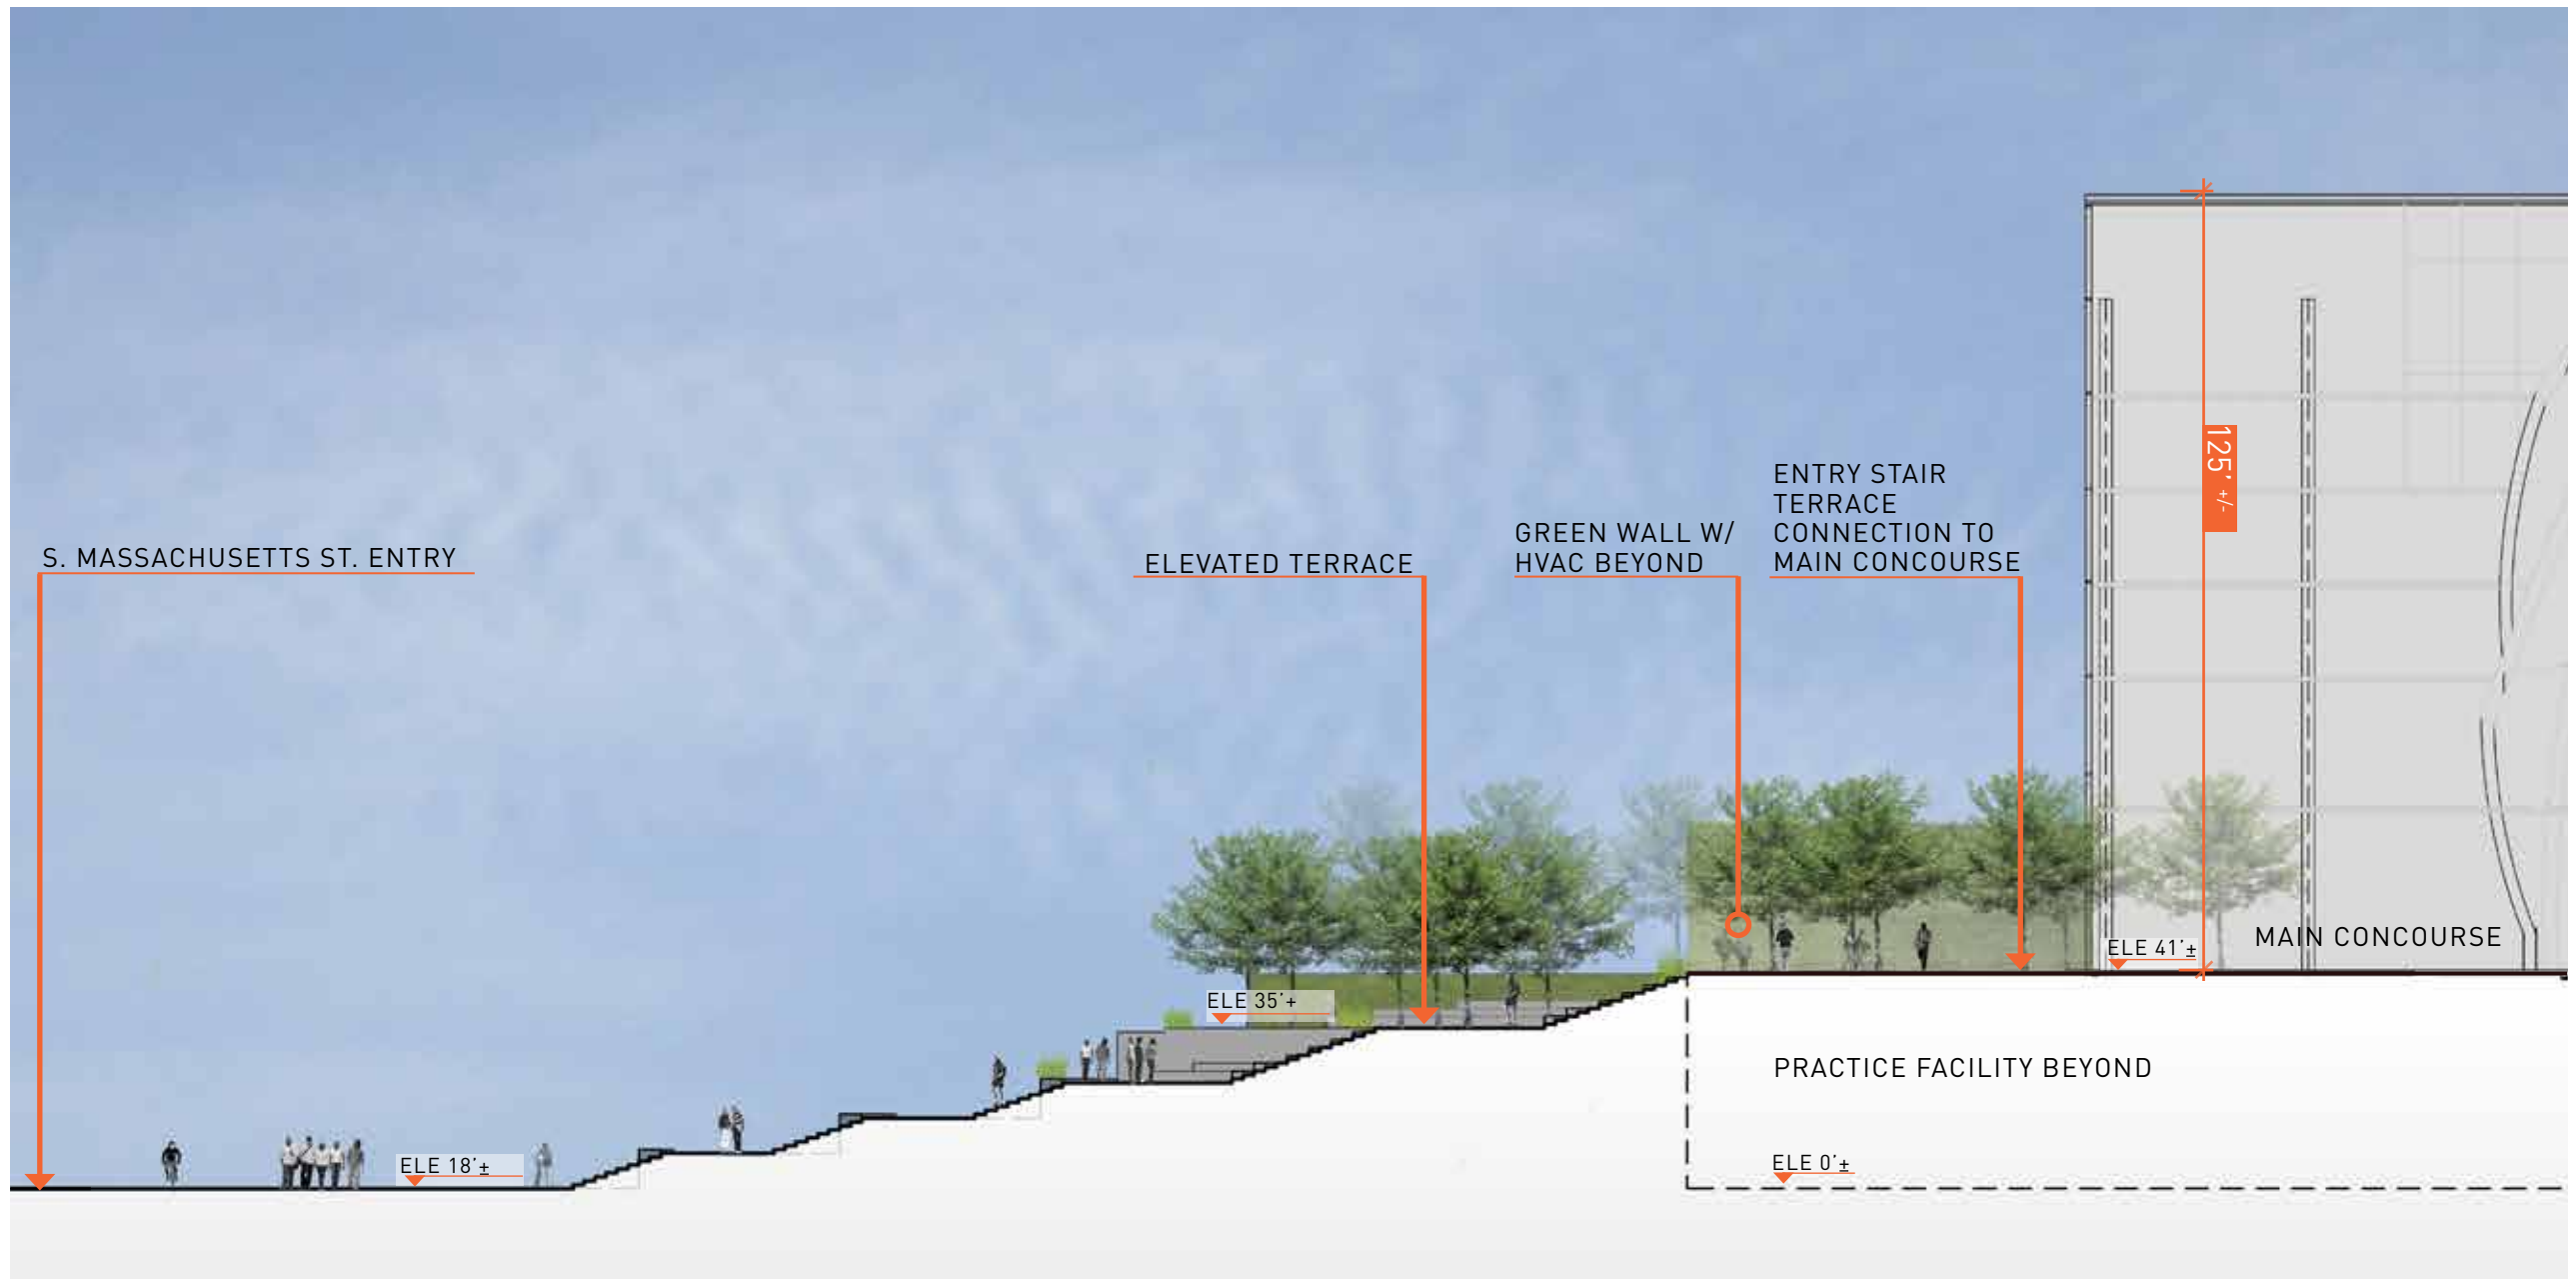 S. MASSACHUSETTS ST. ENTRY
ELEVATED TERRACE
GREEN WALL W/
HVAC BEYOND
ENTRY STAIR
TERRACE
CONNECTION TO
MAIN CONCOURSE
125' +/-
ELE 41'±
MAIN CONCOURSE
ELE 35'+
PRACTICE FACILITY BEYOND
ELE 18'±
ELE 0'±